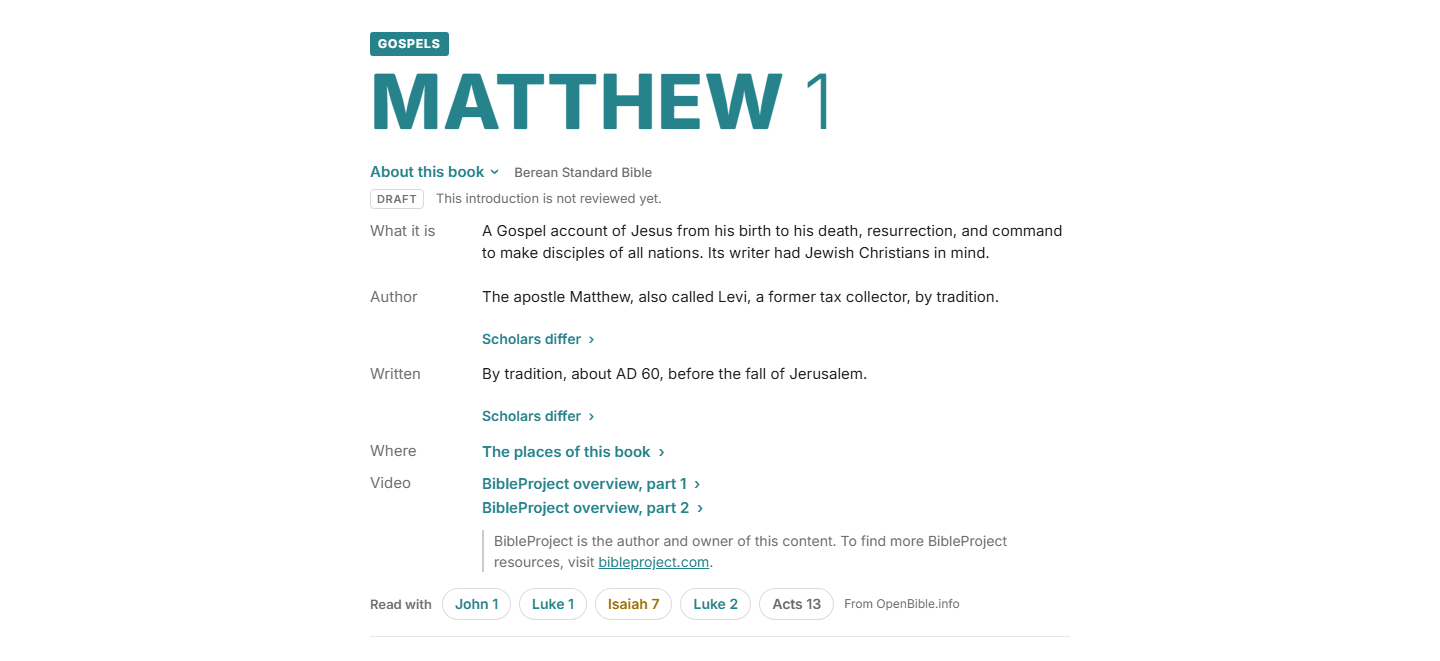 GOSPELS
MATTHEW 1
About this book Berean Standard Bible
DRAFT This introduction is not reviewed yet.
What it is A Gospel account of Jesus from his birth to his death, resurrection, and command
to make disciples of all nations. Its writer had Jewish Christians in mind.
Author The apostle Matthew, also called Levi, a former tax collector, by tradition.
Scholars differ ›
Written By tradition, about AD 60, before the fall of Jerusalem.
Scholars differ ›
Where The places of this book ›
Video BibleProject overview, part 1 ›
BibleProject overview, part 2 ›
BibleProject is the author and owner of this content. To find more BibleProject
resources, visit bibleproject.com.
Read with John 1 Luke 1 Isaiah 7 Luke 2 Acts 13 From OpenBible.info